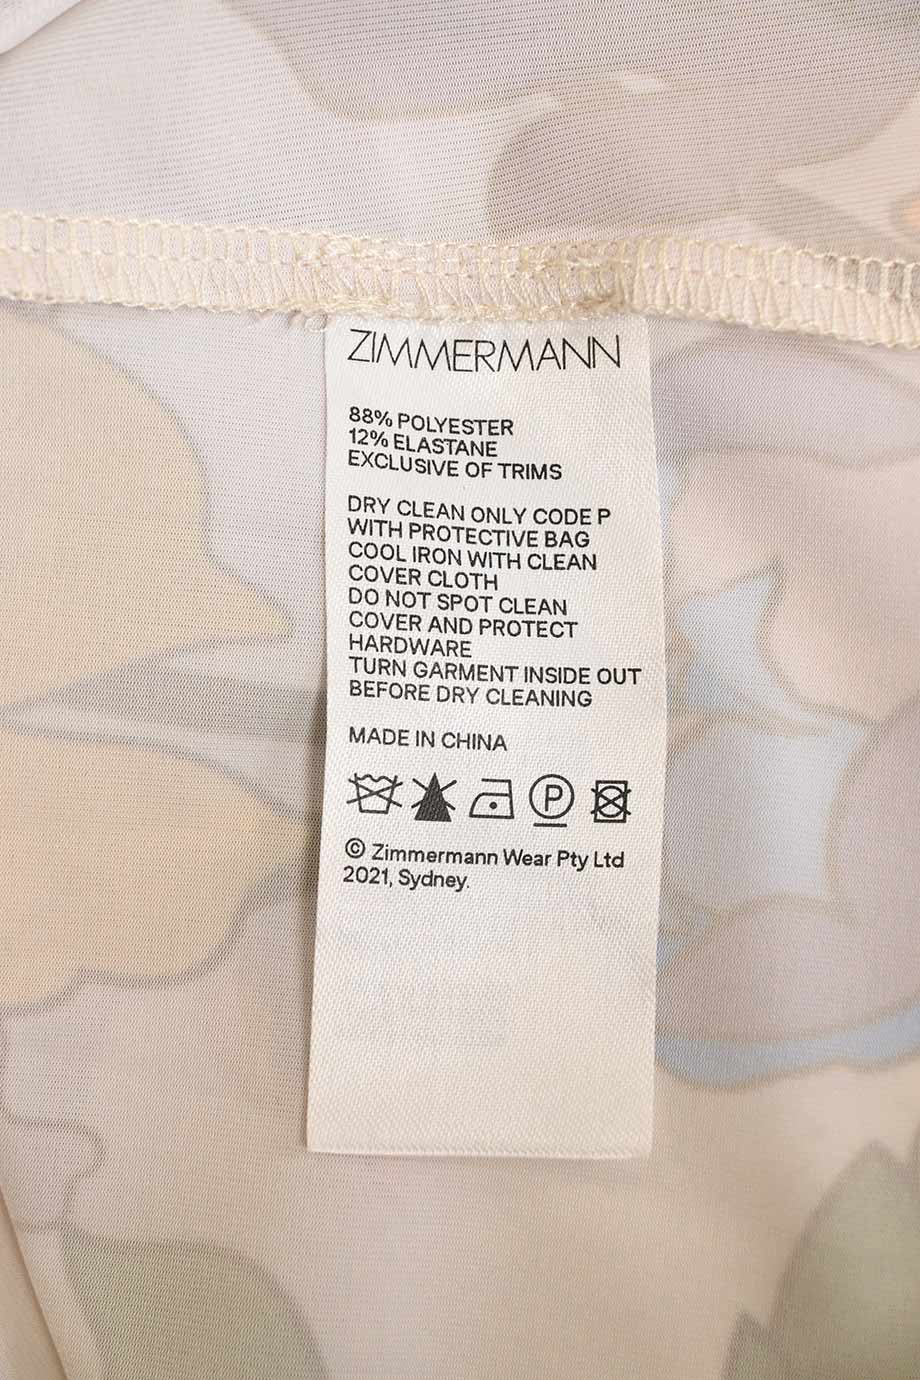 ZIMMERMANN
88% POLYESTER
12% ELASTANE
EXCLUSIVE OF TRIMS
DRY CLEAN ONLY CODE P
WITH PROTECTIVE BAG
COOL IRON WITH CLEAN
COVER CLOTH
DO NOT SPOT CLEAN
COVER AND PROTECT
HARDWARE
TURN GARMENT INSIDE OUT
BEFORE DRY CLEANING
MADE IN CHINA
P
© Zimmermann Wear Pty Ltd
2021, Sydney.